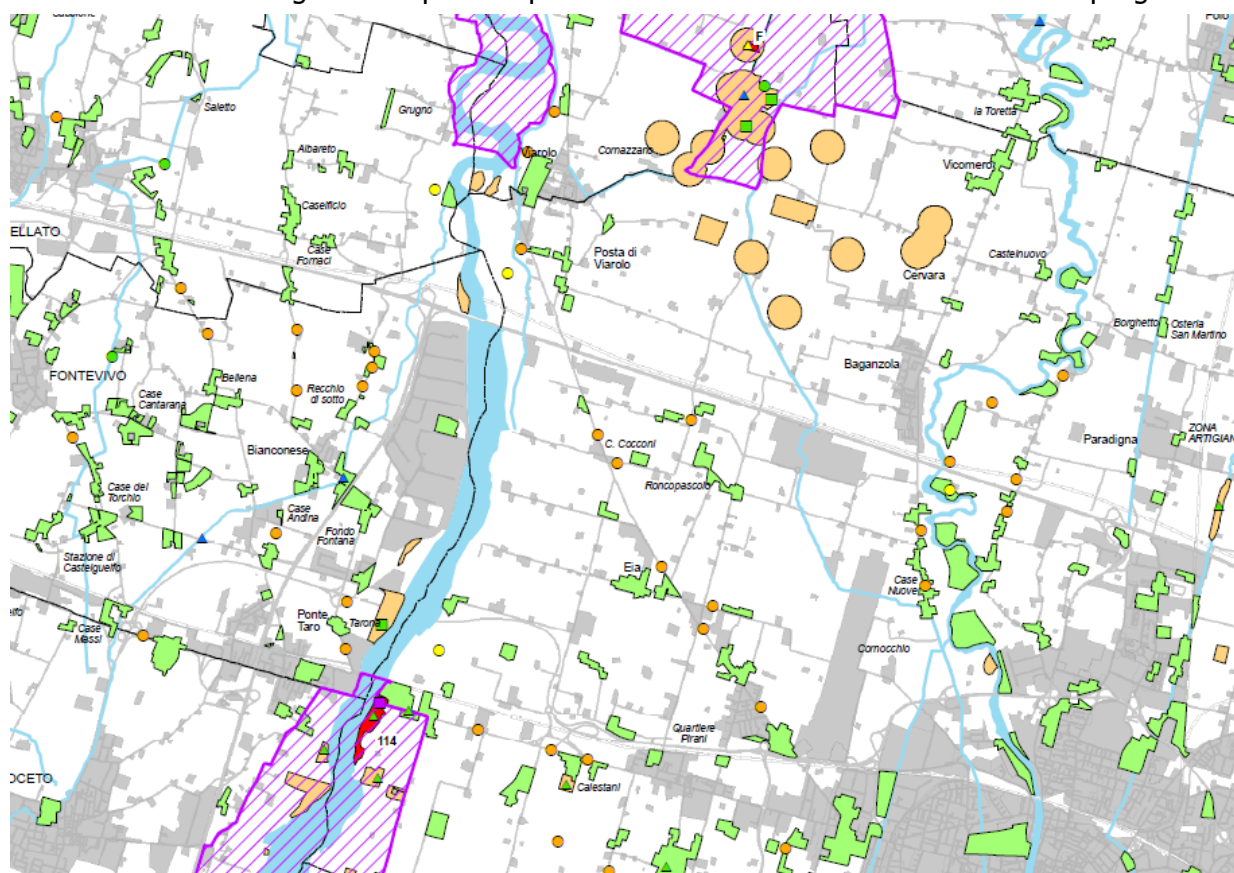 F
Saletto
Grugno
la Toretta
Albareto
Viarolo
Cornazzano
Vicomero
Caseificio
ELLATO
Case
Fornaci
Posta di
Viarolo
Castelnuovo
Cervara
Borghetto
Osteria
San Martino
Baganzola
FONTEVIVO
Bellena
Recchio
di sotto
Case
Cantarana
Bianconese
C. Cocconi
Paradigna
ZONA
ARTIGIAN
Roncopascolo
Case del
Torchio
Case
Andina
Fondo
Fontana
Stazione di
Castelguelfo
Eia
Case
Nuove
Ponte
Taro
Tarona
Case
Massi
Cornocchio
Quartiere
Pirani
114
OCETO
Calestani